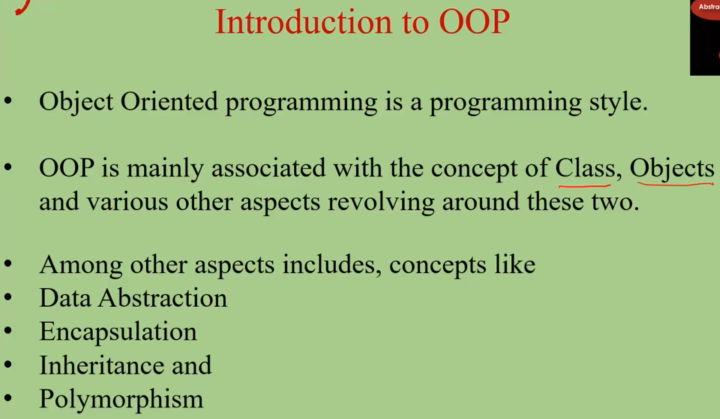 Introduction to OOP
Abstra
• Object Oriented programming is a programming style.
• OOP is mainly associated with the concept of Class, Objects
and various other aspects revolving around these two.
• Among other aspects includes, concepts like
• Data Abstraction
• Encapsulation
• Inheritance and
• Polymorphism